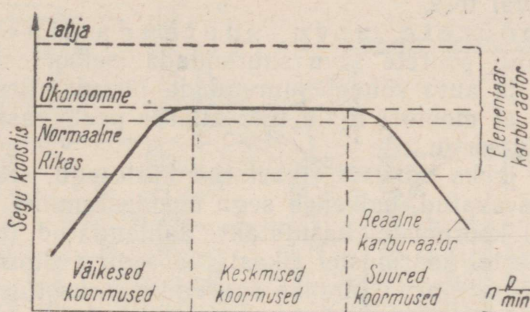 Lahja
Ökonoomne
Normaalne
Rikas
Segu koostis
Elementaar-
karburaator
Reaalne
karburaator
Väikesed
koormused
Keskmised
koormused
Suured
koormused
n p/min